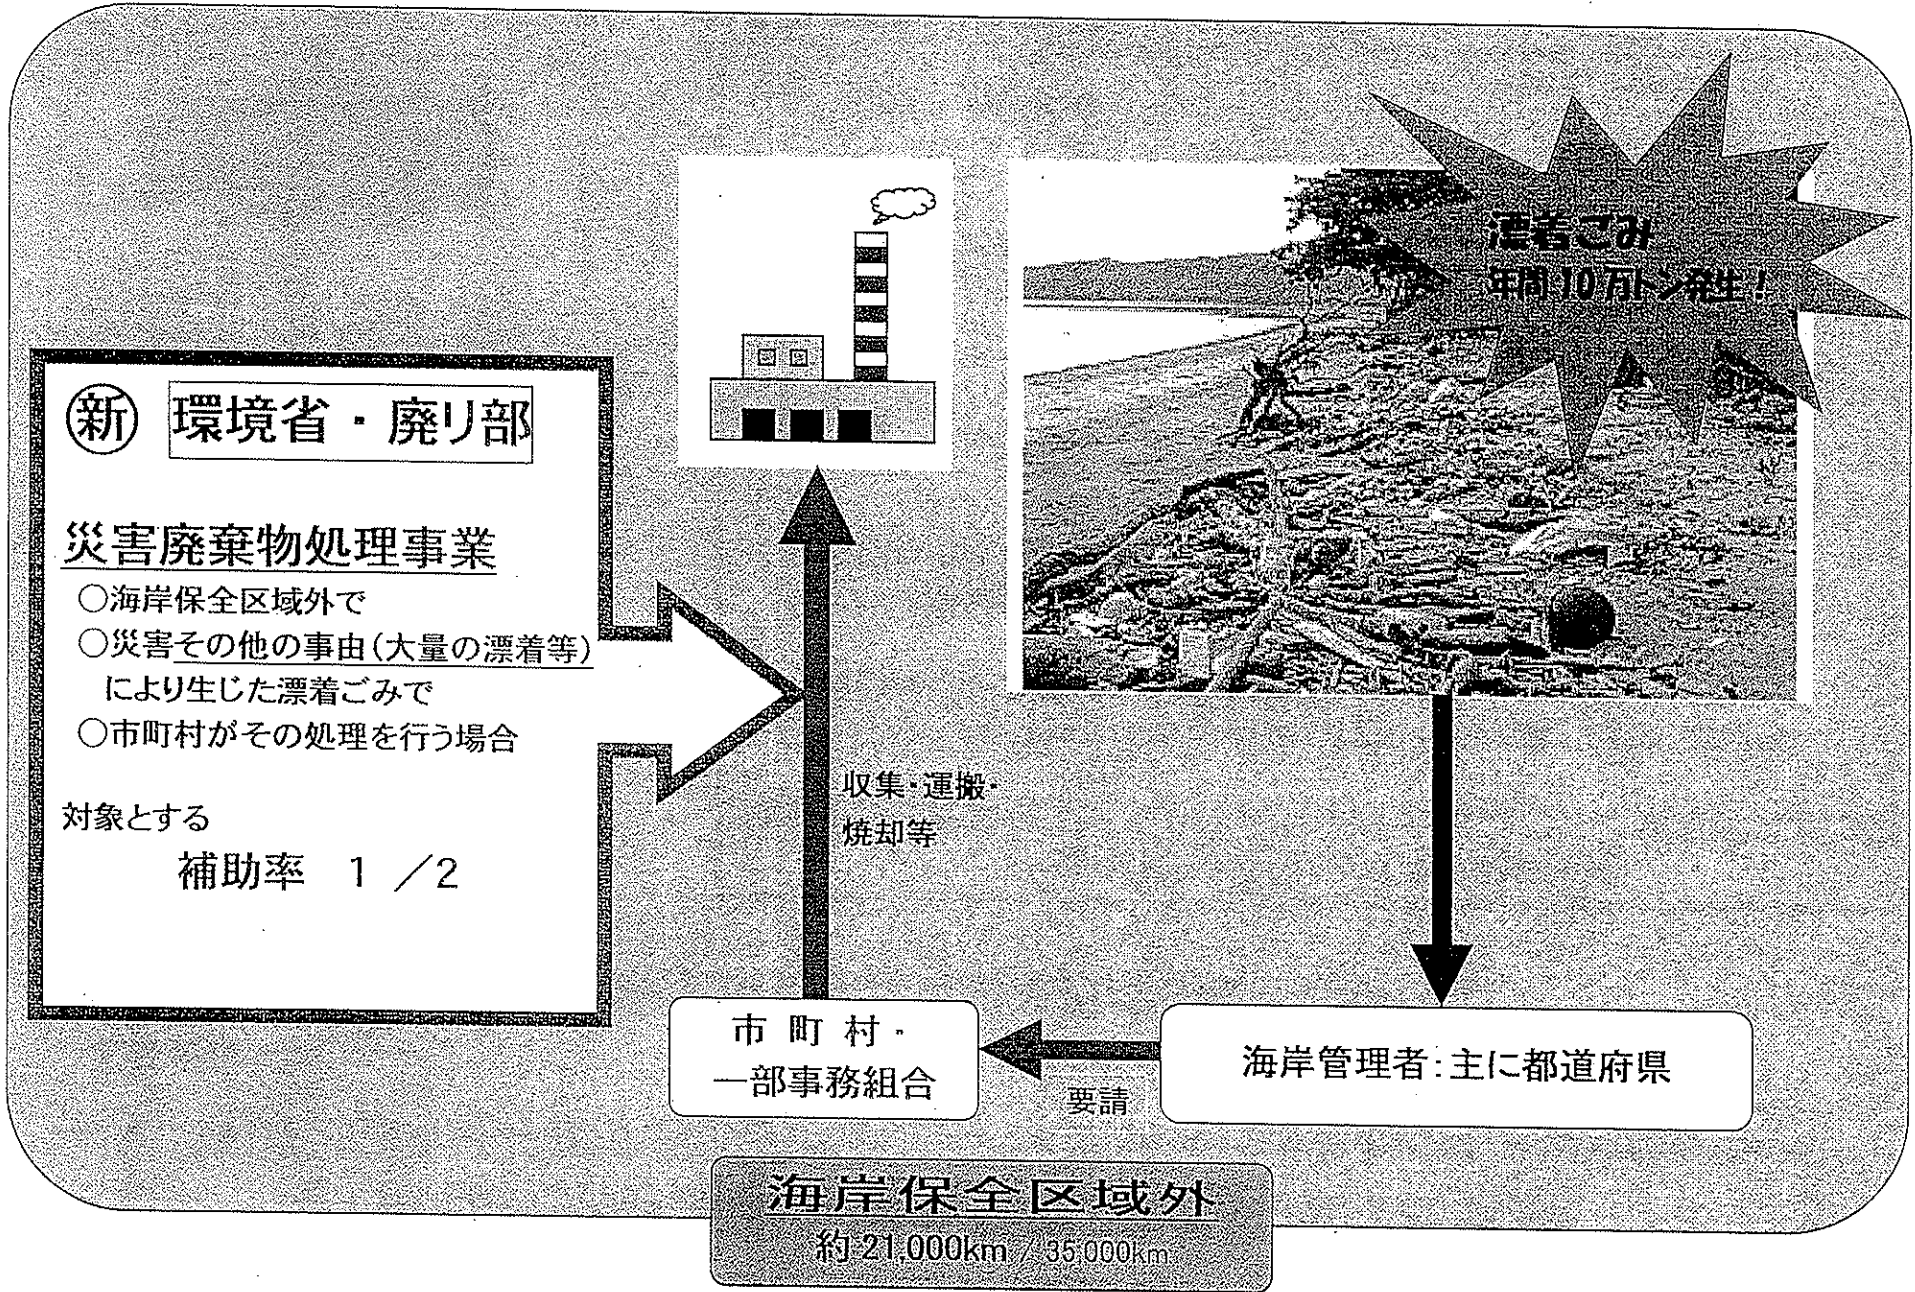 漂着ごみ
年間10万トン発生！
新 環境省・廃リ部
災害廃棄物処理事業
○海岸保全区域外で
○災害その他の事由(大量の漂着等)
により生じた漂着ごみで
○市町村がその処理を行う場合
対象とする
補助率 1／2
収集・運搬・
焼却等
市町村・
一部事務組合
要請
海岸管理者:主に都道府県
海岸保全区域外
約21,000km / 35,000km